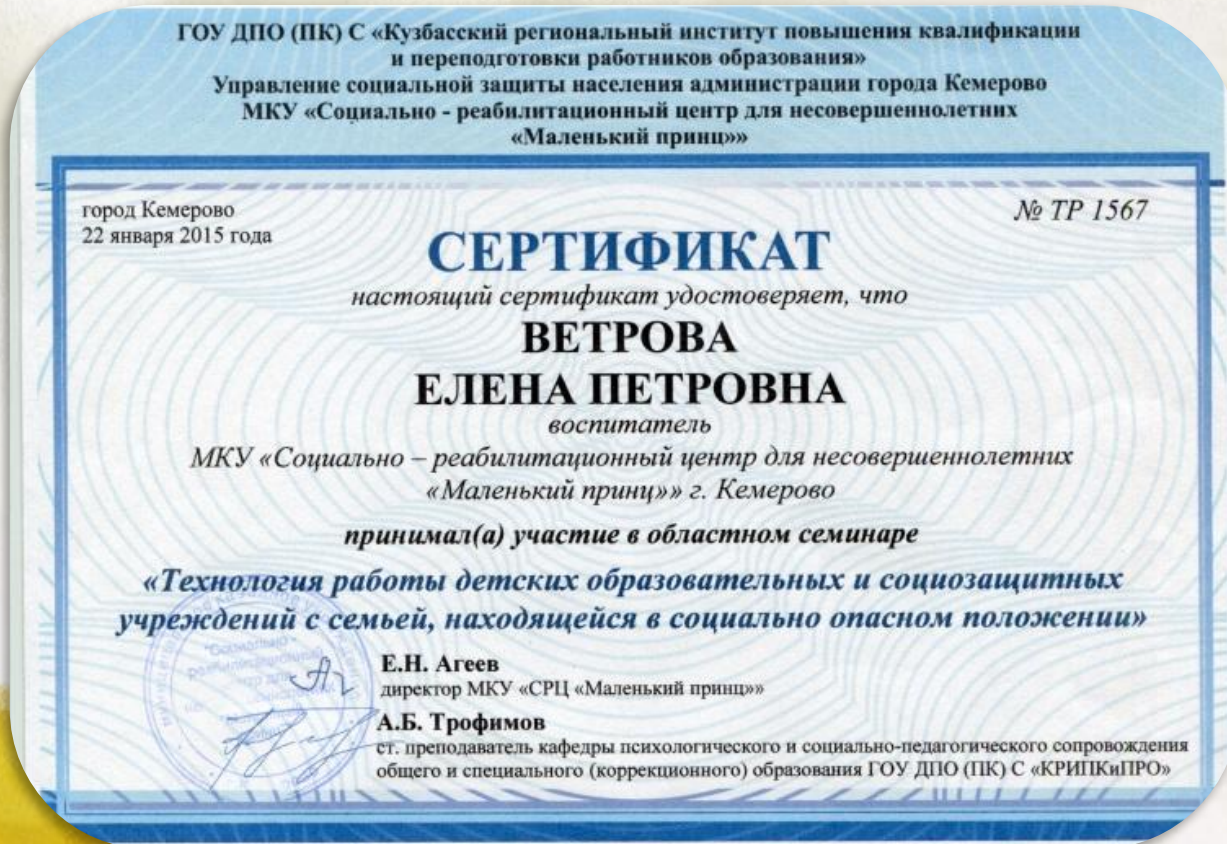 ГОУ ДПО (ПК) С «Кузбасский региональный институт повышения квалификации
и переподготовки работников образования»
Управление социальной защиты населения администрации города Кемерово
МКУ «Социально - реабилитационный центр для несовершеннолетних
«Маленький принц»»
город Кемерово
№ ТР 1567
22 января 2015 года
СЕРТИФИКАТ
настоящий сертификат удостоверяет, что
ВЕТРОВА
ЕЛЕНА ПЕТРОВНА
воспитатель
МКУ «Социально – реабилитационный центр для несовершеннолетних
«Маленький принц»» г. Кемерово
принимал(а) участие в областном семинаре
«Технология работы детских образовательных и социозащитных
учреждений с семьей, находящейся в социально опасном положении»
Е.Н. Агеев
директор МКУ «СРЦ «Маленький принц»»
А.Б. Трофимов
ст. преподаватель кафедры психологического и социально-педагогического сопровождения
общего и специального (коррекционного) образования ГОУ ДПО (ПК) С «КРИПКиПРО»